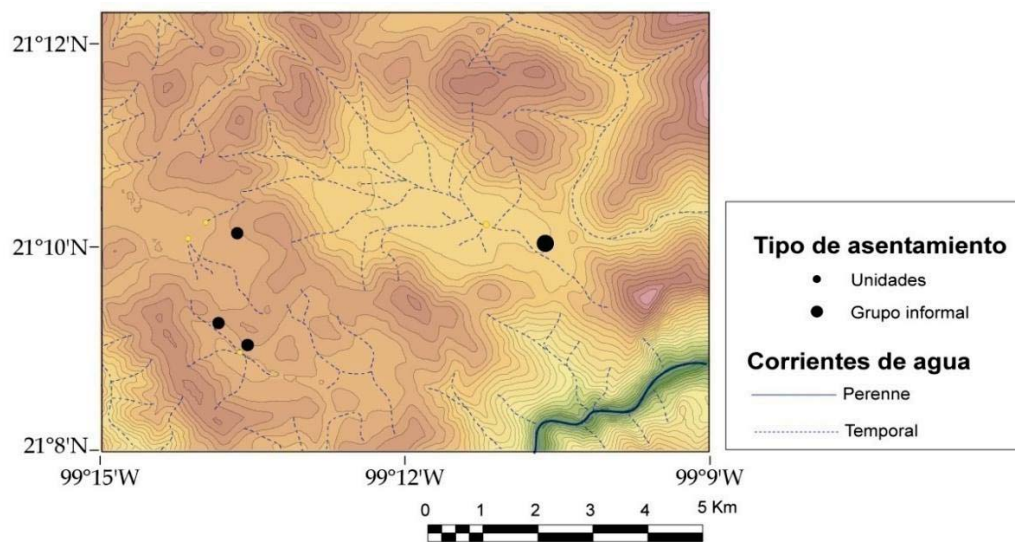 21°12'N
21°10'N
21°8'N
99°15'W
99°12'W
99°9'W
0 1 2 3 4 5 Km
Tipo de asentamiento
Unidades
Grupo informal
Corrientes de agua
Perenne
Temporal